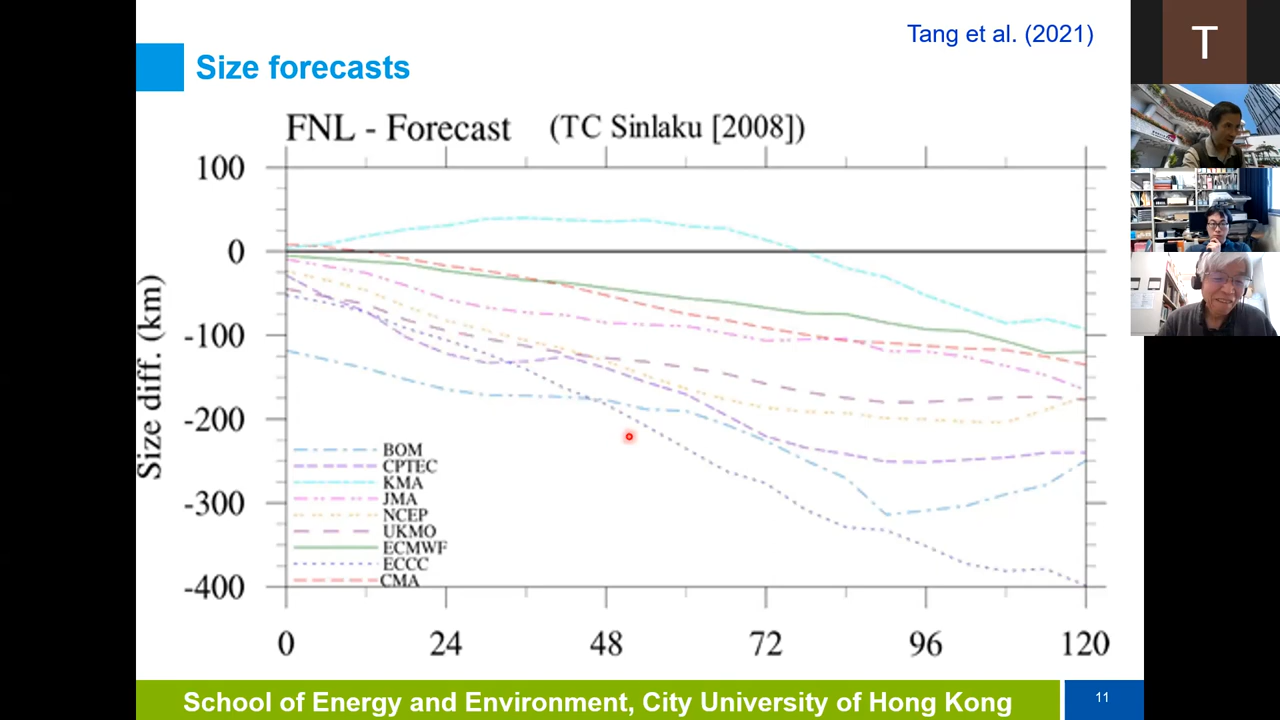 Tang et al. (2021)
Size forecasts
FNL - Forecast (TC Sinlaku [2008])
100
0
-100
-200
-300
-400
Size diff. (km)
BOM
CPTEC
KMA
JMA
NCEP
UKMO
ECMWF
ECCC
CMA
0 24 48 72 96 120
School of Energy and Environment, City University of Hong Kong
11
T